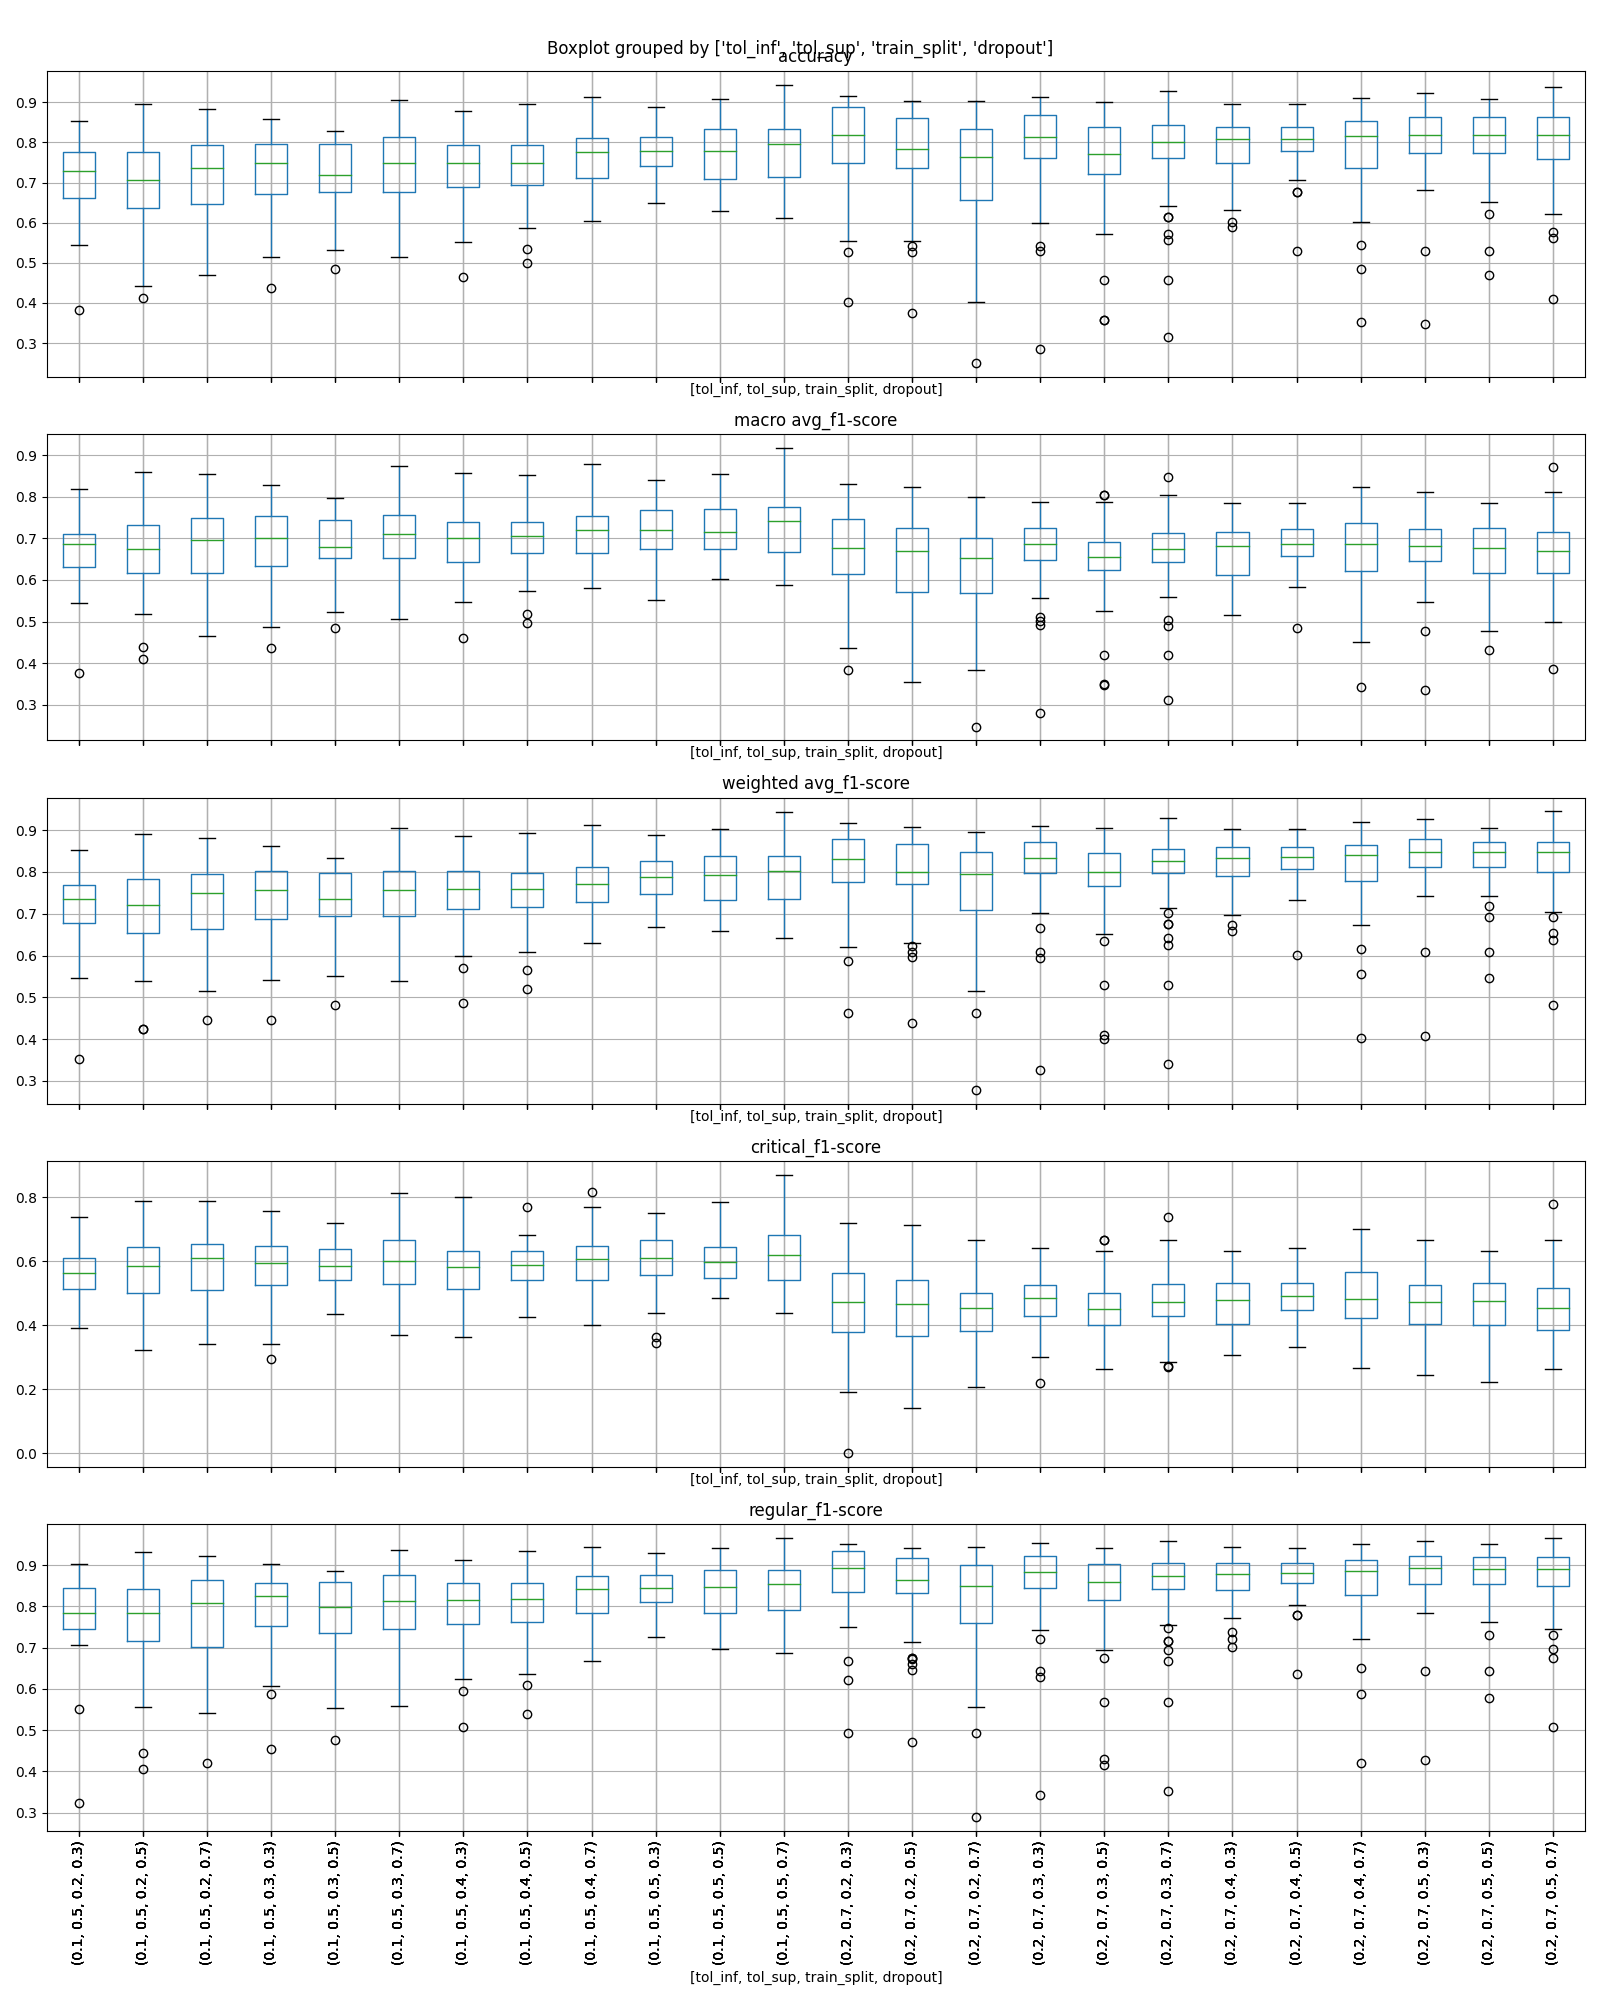 Boxplot grouped by ['tol_inf', 'tol_sup', 'train_split', 'dropout']
accuracy
0.9
0.8
0.7
0.6
0.5
0.4
0.3
[tol_inf, tol_sup, train_split, dropout]
macro avg_f1-score
0.9
0.8
0.7
0.6
0.5
0.4
0.3
[tol_inf, tol_sup, train_split, dropout]
weighted avg_f1-score
0.9
0.8
0.7
0.6
0.5
0.4
0.3
[tol_inf, tol_sup, train_split, dropout]
critical_f1-score
0.8
0.6
0.4
0.2
0.0
[tol_inf, tol_sup, train_split, dropout]
regular_f1-score
0.9
0.8
0.7
0.6
0.5
0.4
0.3
(0.1, 0.5, 0.2, 0.3)
(0.1, 0.5, 0.2, 0.5)
(0.1, 0.5, 0.2, 0.7)
(0.1, 0.5, 0.3, 0.3)
(0.1, 0.5, 0.3, 0.5)
(0.1, 0.5, 0.3, 0.7)
(0.1, 0.5, 0.4, 0.3)
(0.1, 0.5, 0.4, 0.5)
(0.1, 0.5, 0.4, 0.7)
(0.1, 0.5, 0.5, 0.3)
(0.1, 0.5, 0.5, 0.5)
(0.1, 0.5, 0.5, 0.7)
(0.2, 0.7, 0.2, 0.3)
(0.2, 0.7, 0.2, 0.5)
(0.2, 0.7, 0.2, 0.7)
(0.2, 0.7, 0.3, 0.3)
(0.2, 0.7, 0.3, 0.5)
(0.2, 0.7, 0.3, 0.7)
(0.2, 0.7, 0.4, 0.3)
(0.2, 0.7, 0.4, 0.5)
(0.2, 0.7, 0.4, 0.7)
(0.2, 0.7, 0.5, 0.3)
(0.2, 0.7, 0.5, 0.5)
(0.2, 0.7, 0.5, 0.7)
[tol_inf, tol_sup, train_split, dropout]